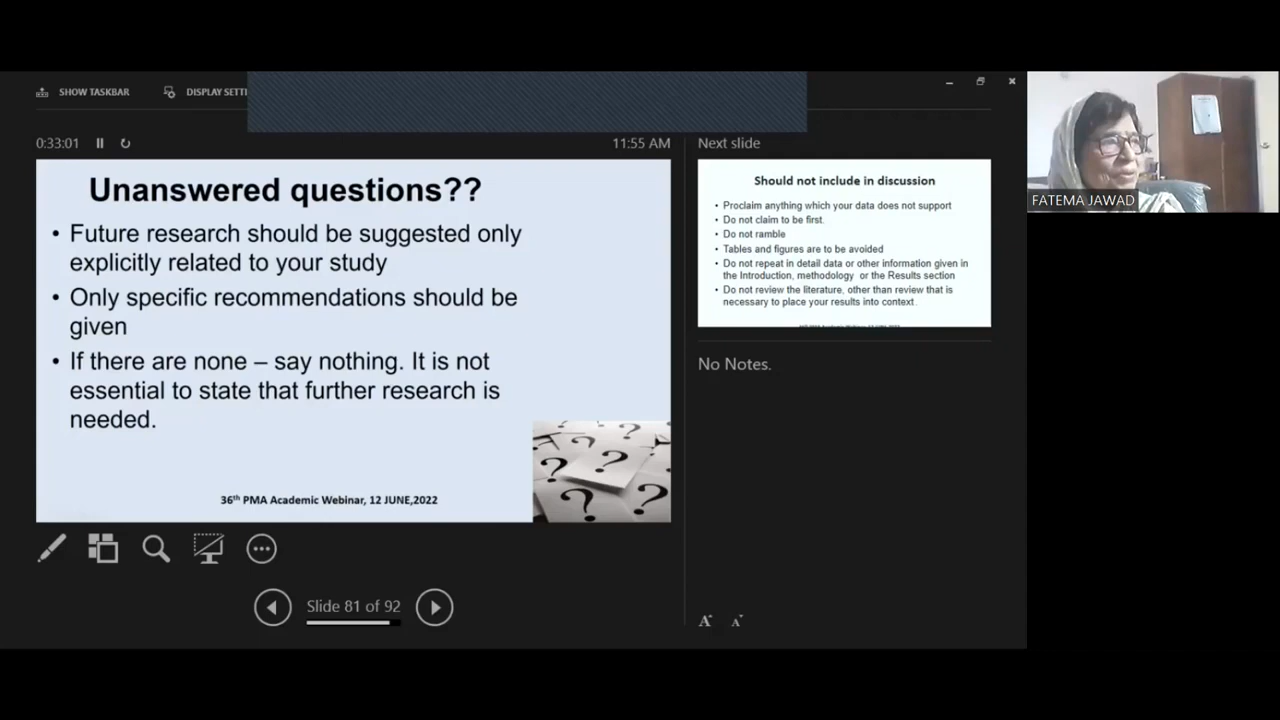 SHOW TASKBAR
DISPLAY SETTI
0:33:01
11:55 AM
Unanswered questions??
• Future research should be suggested only
explicitly related to your study
• Only specific recommendations should be
given
• If there are none – say nothing. It is not
essential to state that further research is
needed.
36th PMA Academic Webinar, 12 JUNE,2022
Slide 81 of 92
Next slide
Should not include in discussion
• Proclaim anything which your data does not support
• Do not claim to be first.
• Do not ramble
• Tables and figures are to be avoided
• Do not repeat in detail data or other information given in
the Introduction, methodology or the Results section
• Do not review the literature, other than review that is
necessary to place your results into context.
No Notes.
FATEMA JAWAD